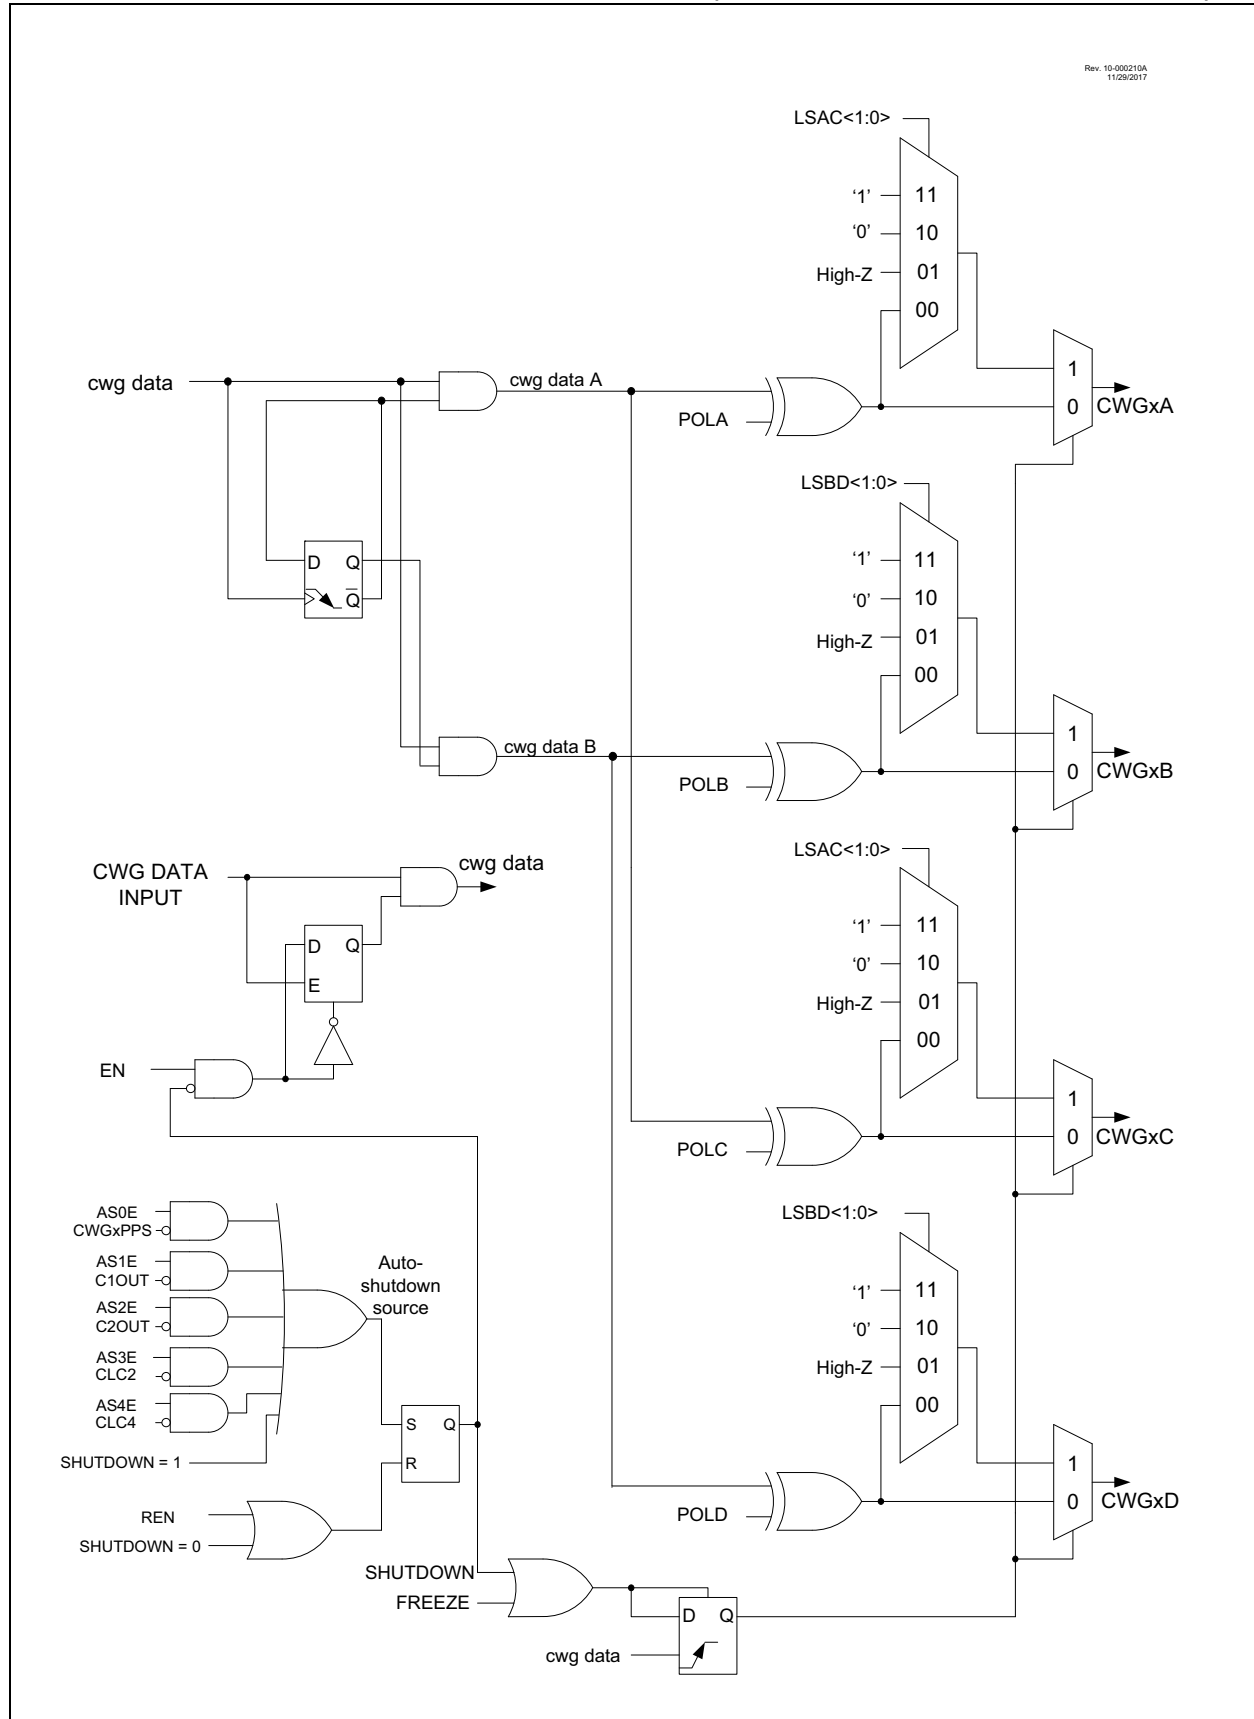 Rev. 10-000210A
11/29/2017
LSAC<1:0>
'1'
11
'0'
10
High-Z
01
00
cwg data
cwg data A
POLA
1
0
CWGxA
LSBD<1:0>
D
Q
Q̅
'1'
11
'0'
10
High-Z
01
00
cwg data B
POLB
1
0
CWGxB
CWG DATA
INPUT
cwg data
D
Q
E
EN
LSAC<1:0>
'1'
11
'0'
10
High-Z
01
00
POLC
1
0
CWGxC
AS0E
CWGxPPS
AS1E
C1OUT
AS2E
C2OUT
AS3E
CLC2
AS4E
CLC4
SHUTDOWN = 1
Auto-
shutdown
source
S
Q
R
REN
SHUTDOWN = 0
LSBD<1:0>
'1'
11
'0'
10
High-Z
01
00
POLD
1
0
CWGxD
SHUTDOWN
FREEZE
D
Q
cwg data